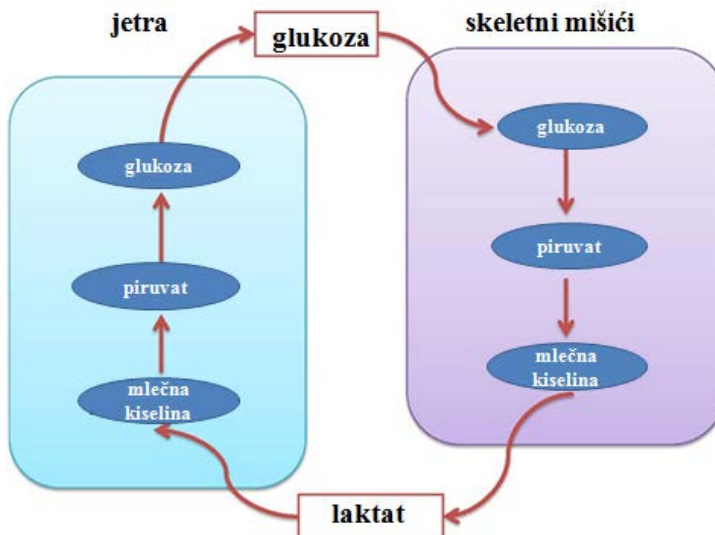 jetra
glukoza
skeletni mišići
glukoza
piruvat
mlečna
kiselina
glukoza
piruvat
mlečna
kiselina
laktat